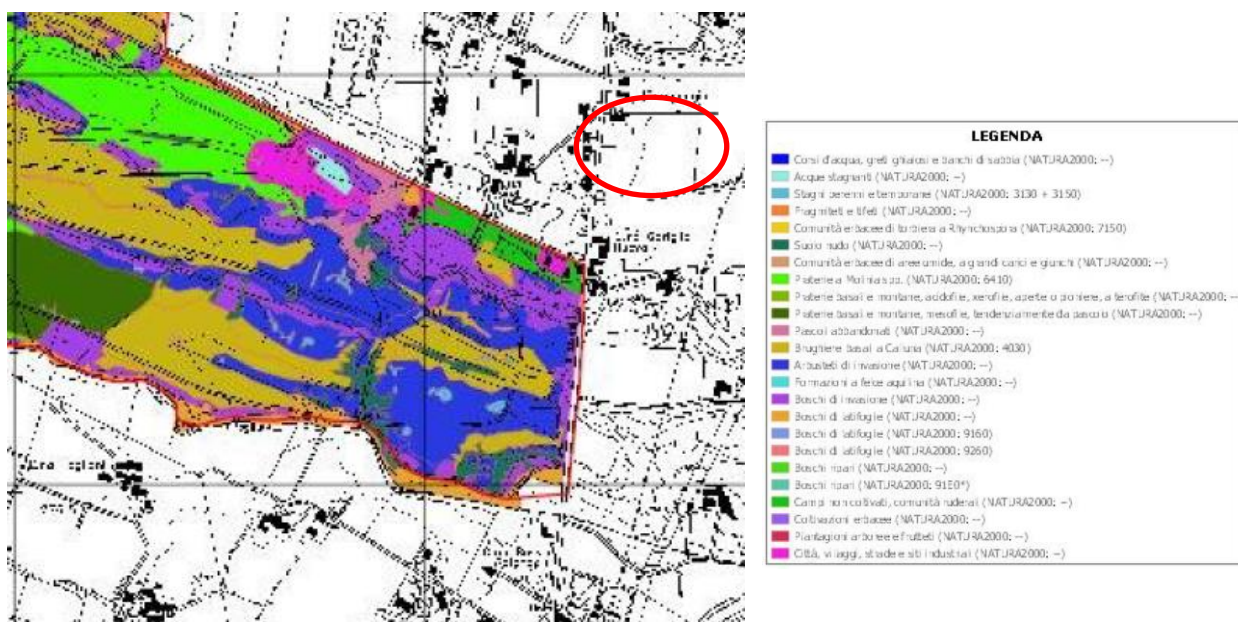 Nuova
LEGENDA
Corsi d'acqua, greti ghiaiosi e banchi di sabbia (NATURA2000: --)
Acque stagnanti (NATURA2000: --)
Stagni perenni e temporanei (NATURA2000: 3130 + 3150)
Fragmiteti e tifeti (NATURA2000: --)
Comunità erbacee di torbiera a Rhynchospora (NATURA2000: 7150)
Suolo nudo (NATURA2000: --)
Comunità erbacee di aree umide, a grandi carici e giunchi (NATURA2000: --)
Praterie a Molinia spp. (NATURA2000: 6410)
Praterie basali e montane, acidofile, xerofile, aperte o pioniere, a terofite (NATURA2000: --
Praterie basali e montane, mesofile, tendenzialmente da pascolo (NATURA2000: --)
Pascoli abbandonati (NATURA2000: --)
Brughiere basali a Calluna (NATURA2000: 4030)
Arbusteti di invasione (NATURA2000: --)
Formazioni a felce aquilina (NATURA2000: --)
Boschi di invasione (NATURA2000: --)
Boschi di latifoglie (NATURA2000: --)
Boschi di latifoglie (NATURA2000: 9160)
Boschi di latifoglie (NATURA2000: 9260)
Boschi ripari (NATURA2000: --)
Boschi ripari (NATURA2000: 91E0*)
Campi non coltivati, comunità ruderali (NATURA2000: --)
Coltivazioni erbacee (NATURA2000: --)
Piantagioni arboree e frutteti (NATURA2000: --)
Città, villaggi, strade e siti industriali (NATURA2000: --)